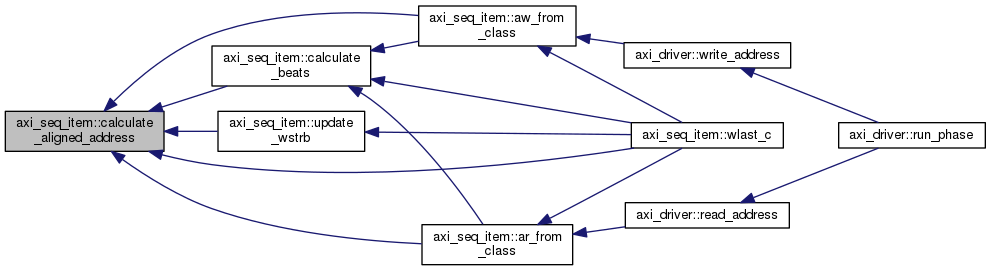 axi_seq_item::calculate
_aligned_address
axi_seq_item::aw_from
_class
axi_seq_item::calculate
_beats
axi_seq_item::update
_wstrb
axi_seq_item::ar_from
_class
axi_driver::write_address
axi_seq_item::wlast_c
axi_driver::read_address
axi_driver::run_phase